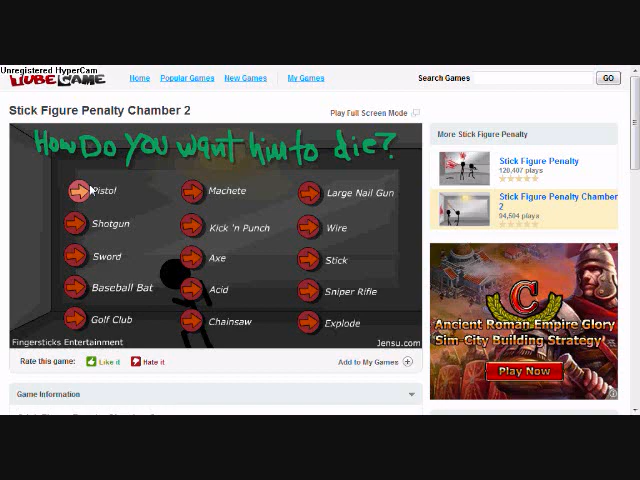 Unregistered HyperCam
TUBEGAME
Home Popular Games New Games My Games Search Games GO
Stick Figure Penalty Chamber 2
Play Full Screen Mode
How Do you want him to die?
Pistol Machete Large Nail Gun
Shotgun Kick 'n Punch Wire
Sword Axe Stick
Baseball Bat Acid Sniper Rifle
Golf Club Chainsaw Explode
Fingersticks Entertainment Jensu.com
Rate this game: Like it Hate it Add to My Games
Game Information
More Stick Figure Penalty
Stick Figure Penalty
128,407 plays
Stick Figure Penalty Chamber
2
94,504 plays
C
Ancient Roman Empire Glory
Sim-City Building Strategy
Play Now